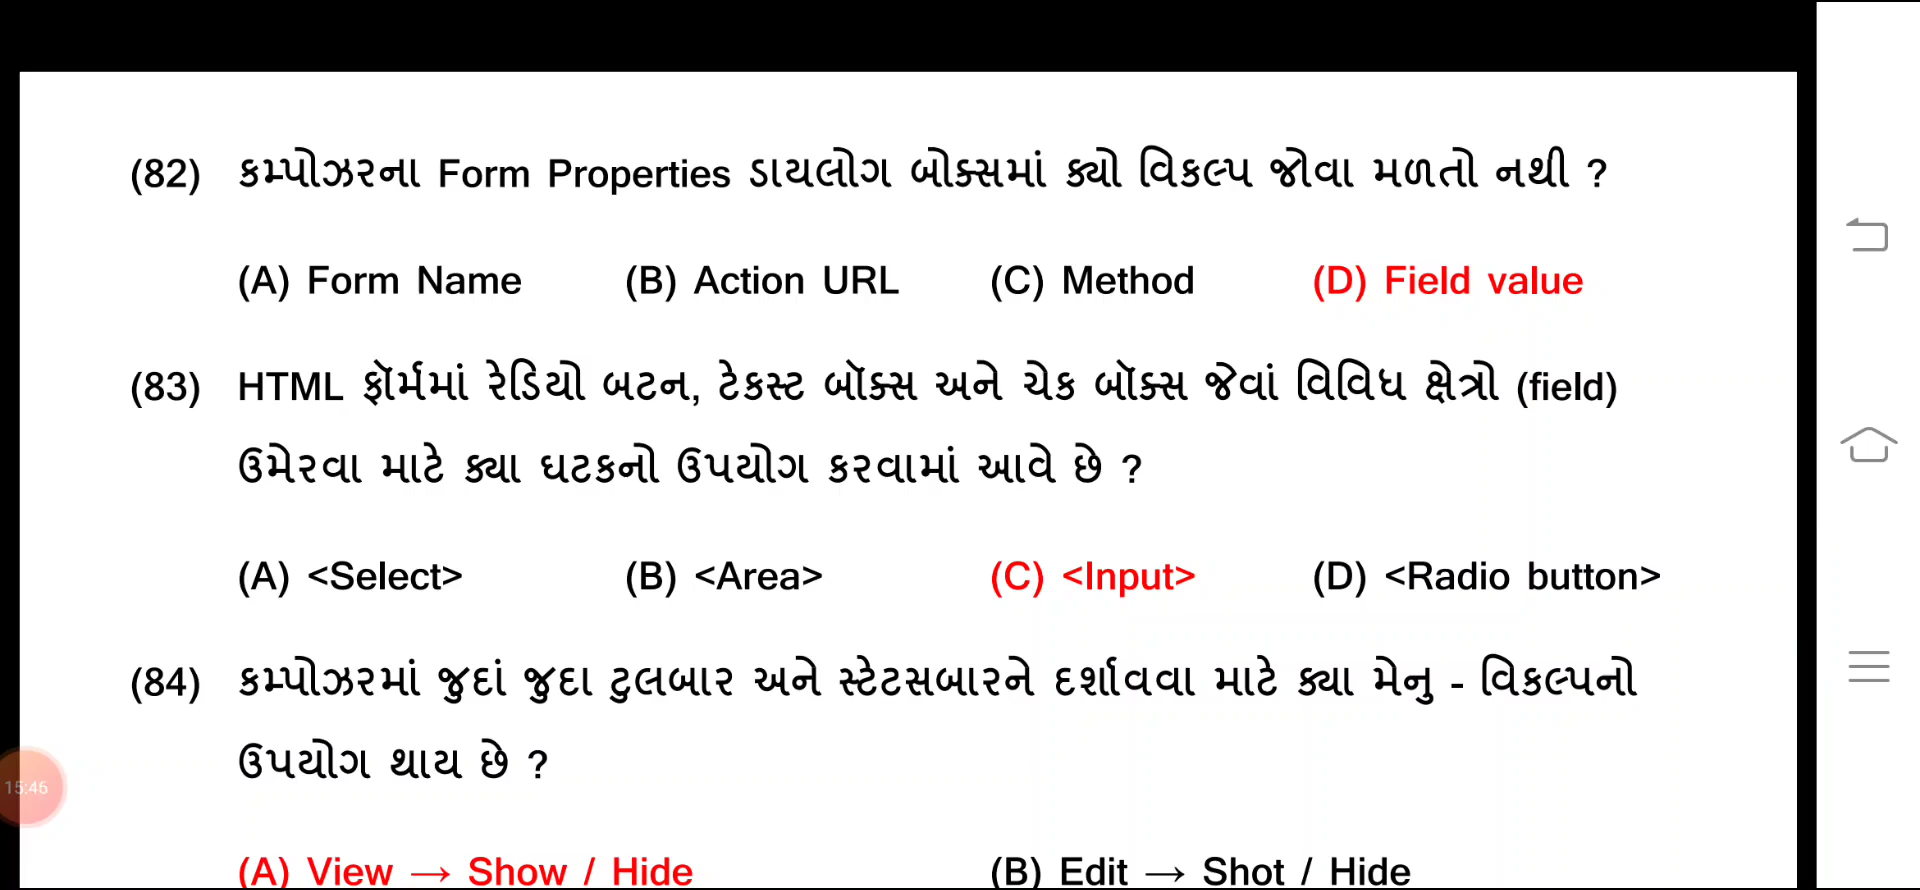 (82) કમ્પોઝરના Form Properties ડાયલોગ બોક્સમાં ક્યો વિકલ્પ જોવા મળતો નથી ?
(A) Form Name (B) Action URL (C) Method (D) Field value
(83) HTML ફૉર્મમાં રેડિયો બટન, ટેકસ્ટ બૉક્સ અને ચેક બૉક્સ જેવાં વિવિધ ક્ષેત્રો (field)
ઉમેરવા માટે ક્યા ઘટકનો ઉપયોગ કરવામાં આવે છે ?
(A) <Select> (B) <Area> (C) <Input> (D) <Radio button>
(84) કમ્પોઝરમાં જુદાં જુદા ટુલબાર અને સ્ટેટસબારને દર્શાવવા માટે ક્યા મેનુ - વિકલ્પનો
ઉપયોગ થાય છે ?
15:46
(A) View → Show / Hide (B) Edit → Shot / Hide